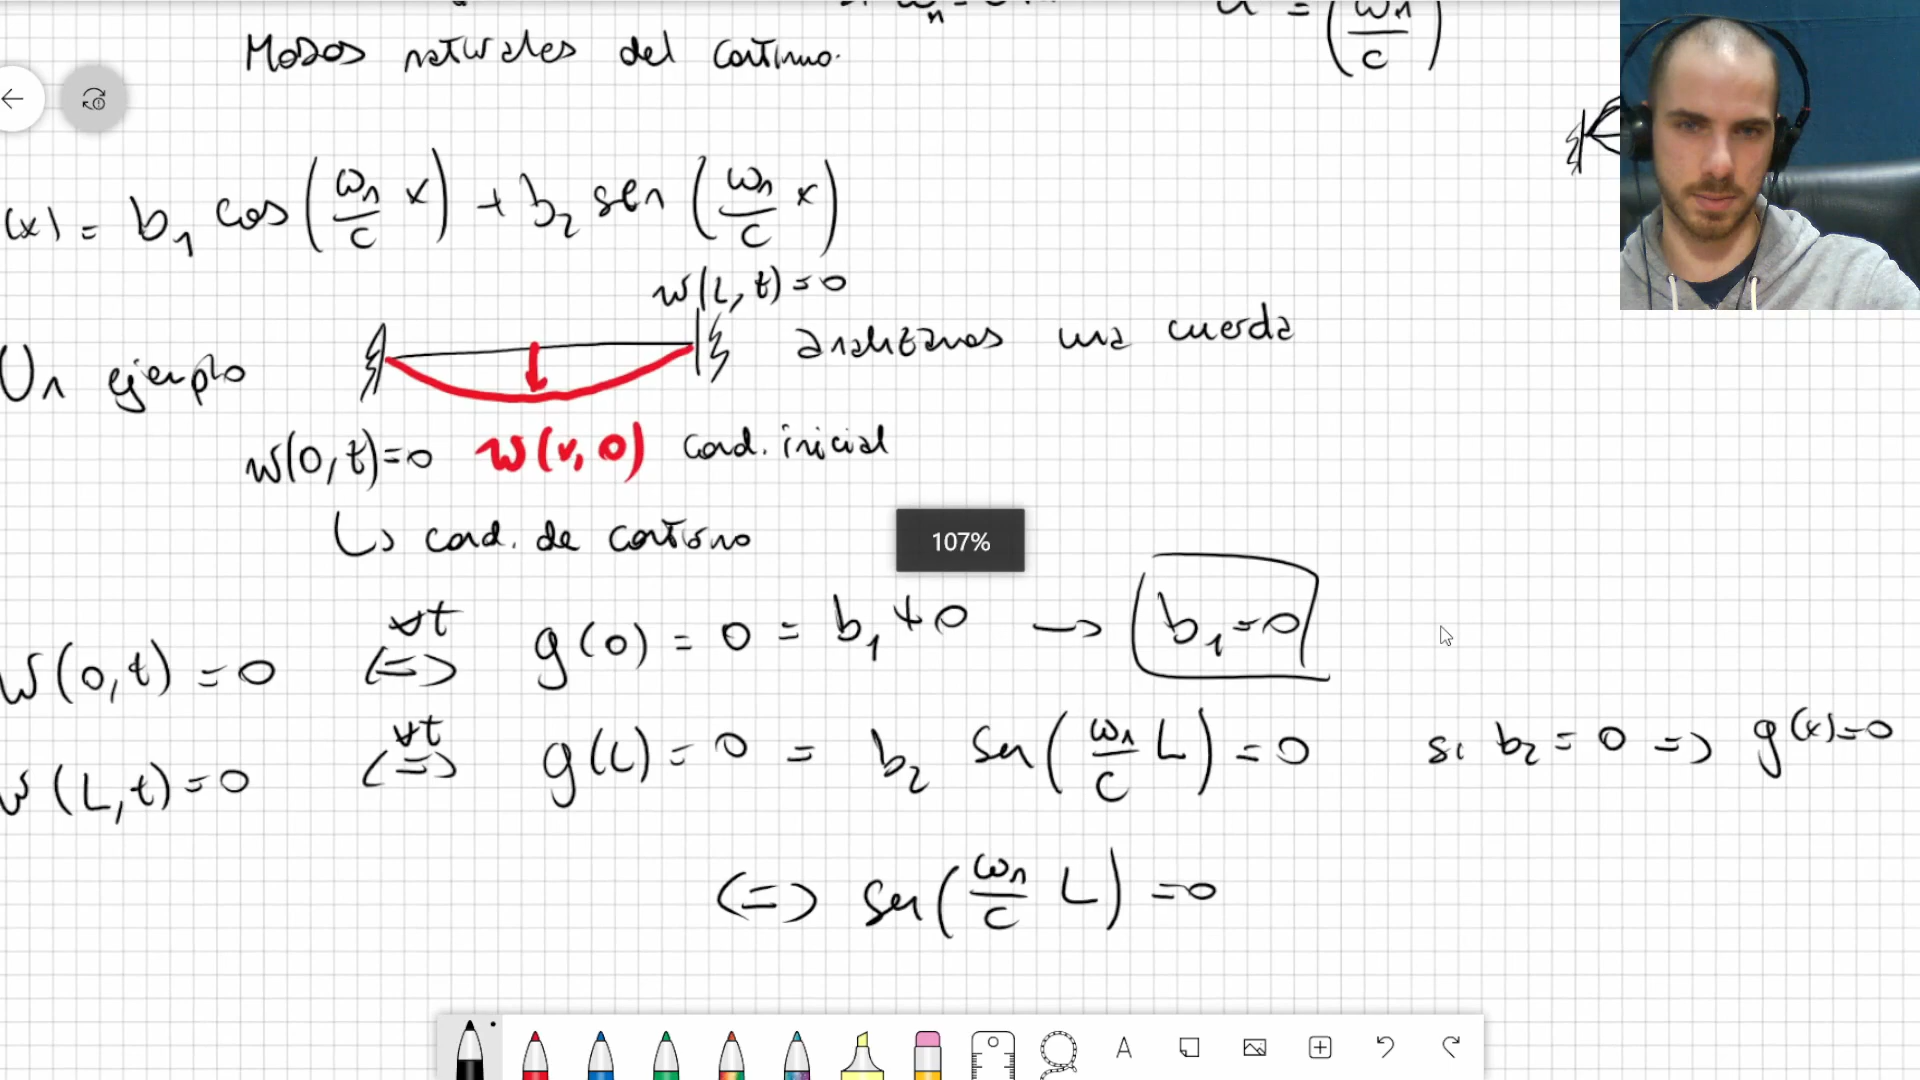 ωn
u = (ωn/c)
Modos naturales del continuo.
(x) = b₁ cos(ωn/c x) + b₂ sen(ωn/c x)
w(L,t)=0
Un ejemplo
analizamos una cuerda
w(0,t)=0 w(x,0) cond. inicial
↳ cond. de contorno
107%
W(0,t)=0 ∀t <=> g(0) = 0 = b₁+0 → b₁=0
W(L,t)=0 ∀t <=> g(L)=0 = b₂ sen(ωn/c L)=0 si b₂=0 => g(x)=0
<=> sen(ωn/c L)=0
A